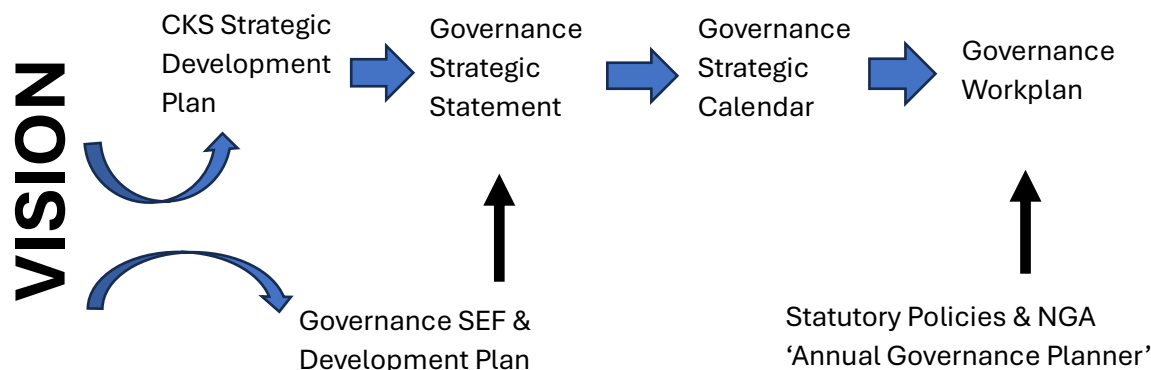 VISION
CKS Strategic
Development
Plan
Governance
Strategic
Statement
Governance
Strategic
Calendar
Governance
Workplan
Governance SEF &
Development Plan
Statutory Policies & NGA
‘Annual Governance Planner’